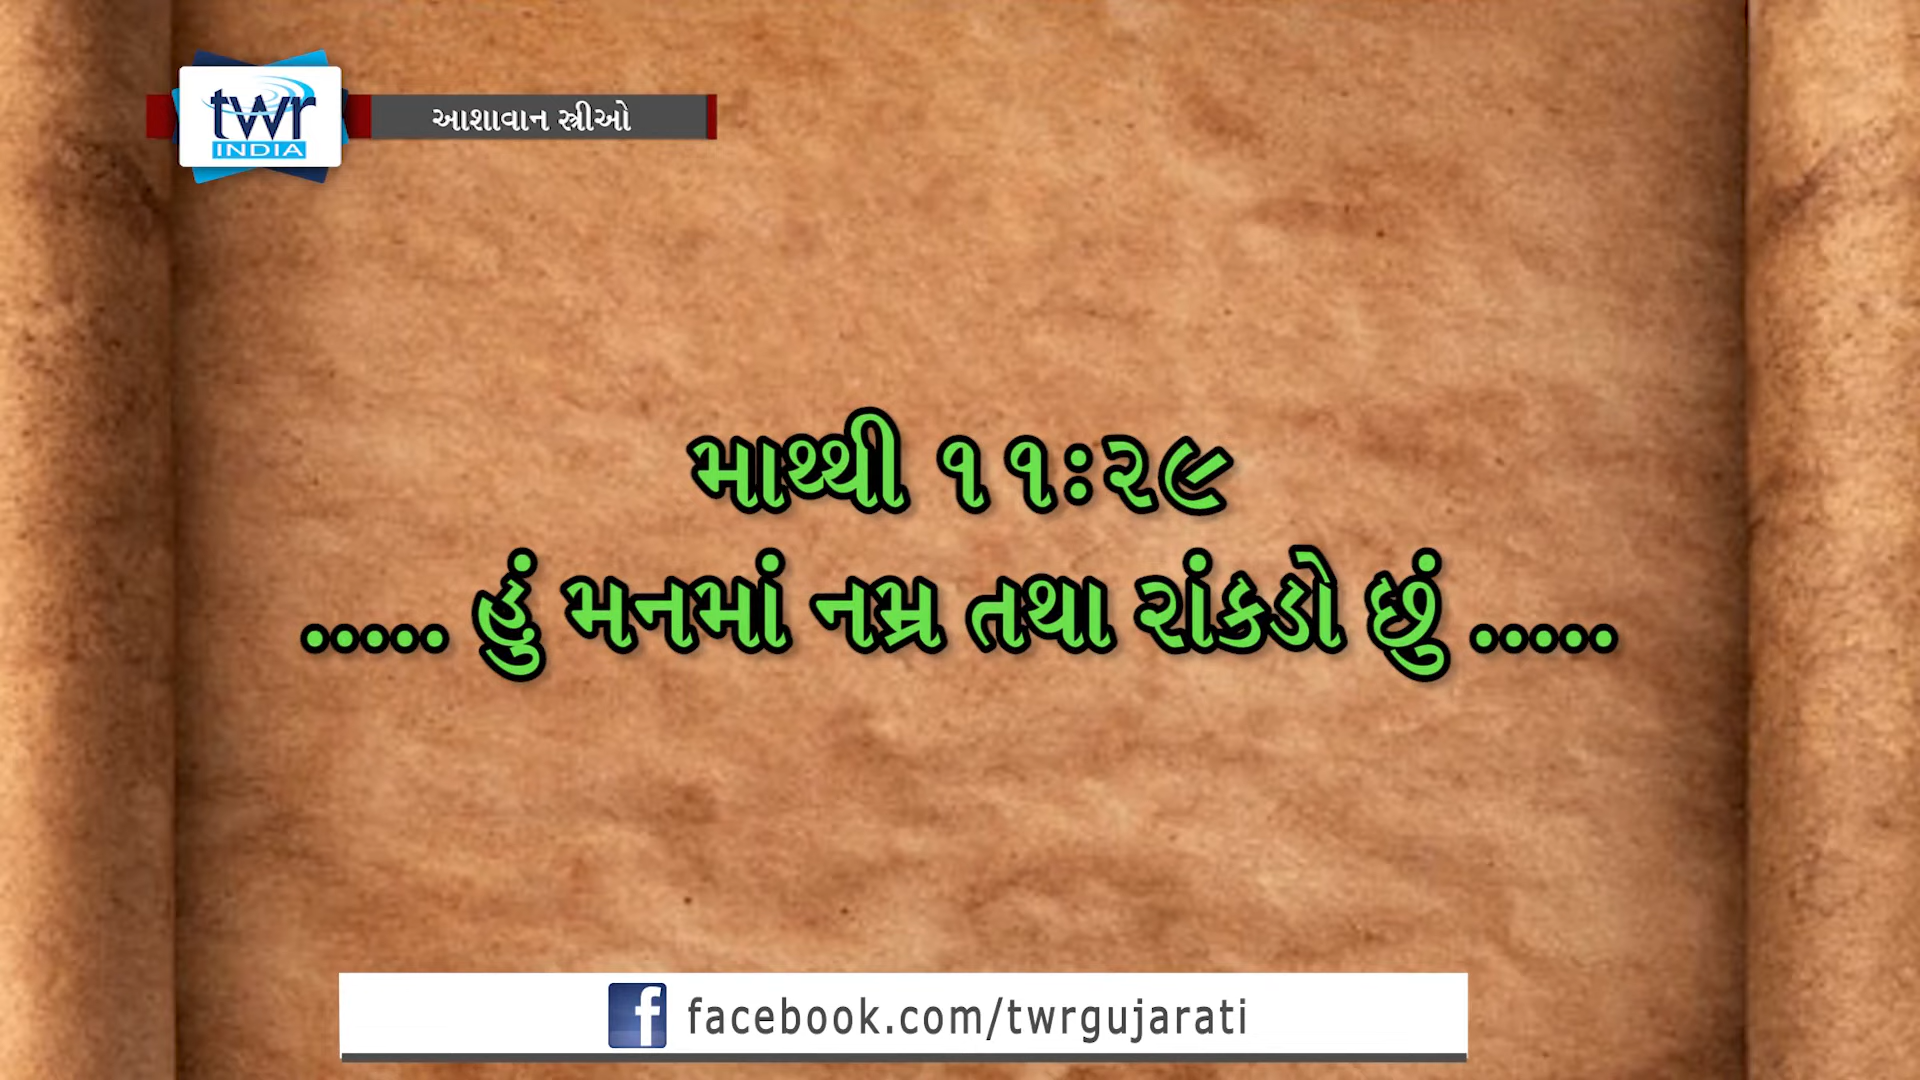 twr
INDIA
આશાવાન સ્ત્રીઓ
માથ્થી ૧૧ઃ૨૯
..... હું મનમાં નમ્ર તથા રાંકડો છું .....
facebook.com/twrgujarati